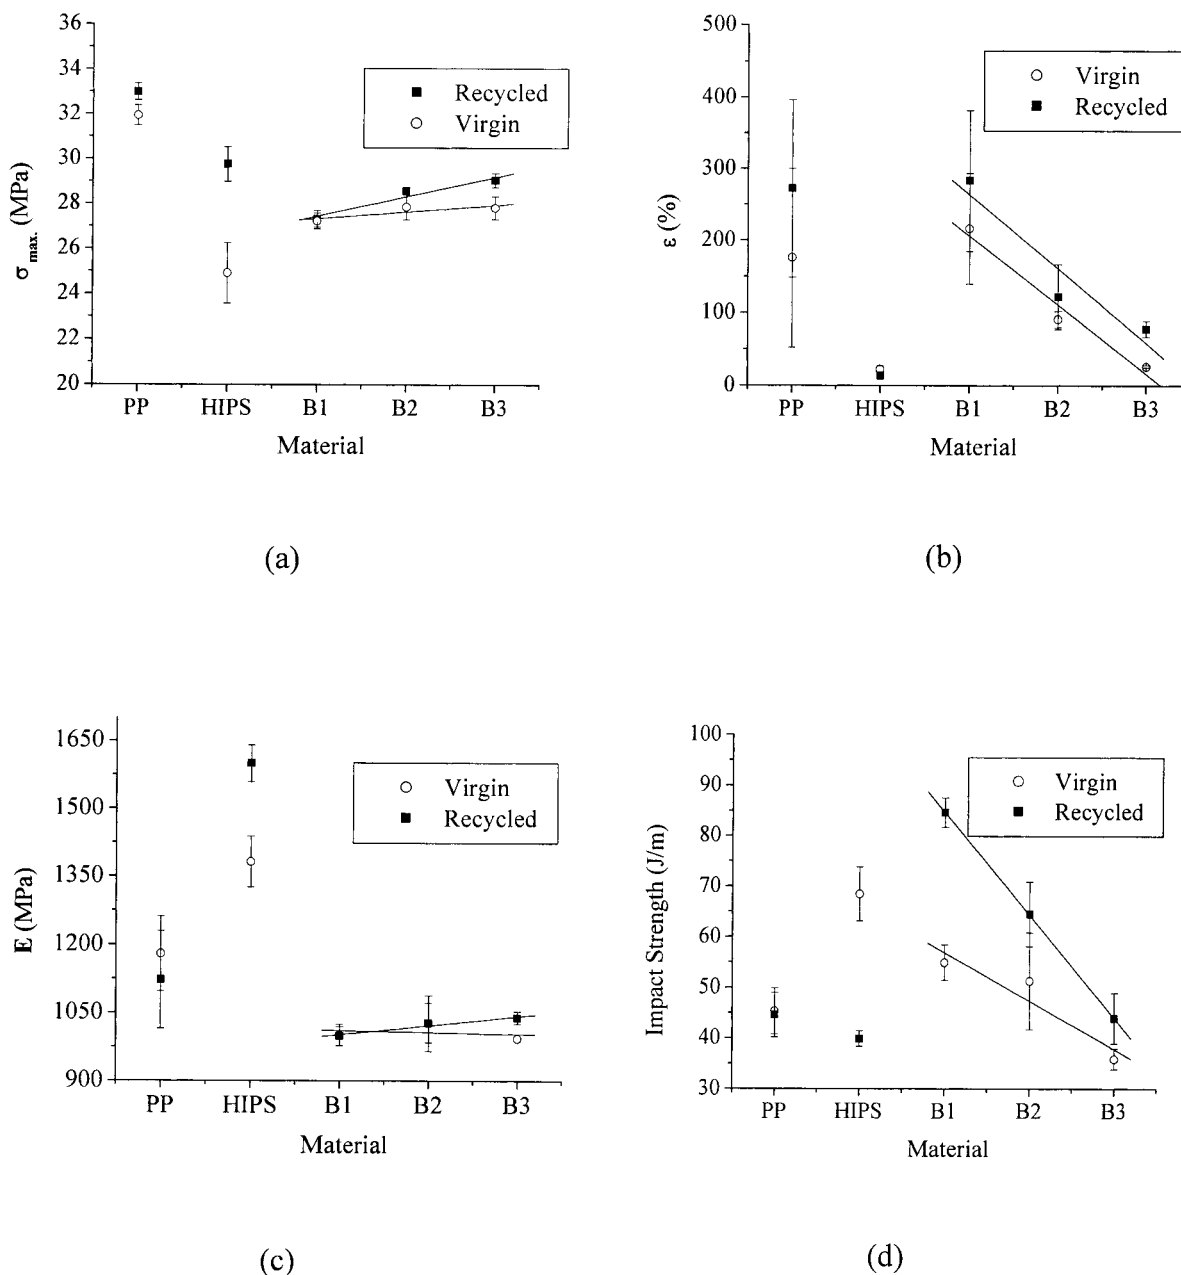 36
34
32
30
28
26
24
22
20
σmax. (MPa)
Recycled
Virgin
PP HIPS B1 B2 B3
Material
(a)
500
400
300
200
100
0
ε (%)
Virgin
Recycled
PP HIPS B1 B2 B3
Material
(b)
1650
1500
1350
1200
1050
900
E (MPa)
Virgin
Recycled
PP HIPS B1 B2 B3
Material
(c)
100
90
80
70
60
50
40
30
Impact Strength (J/m)
Virgin
Recycled
PP HIPS B1 B2 B3
Material
(d)